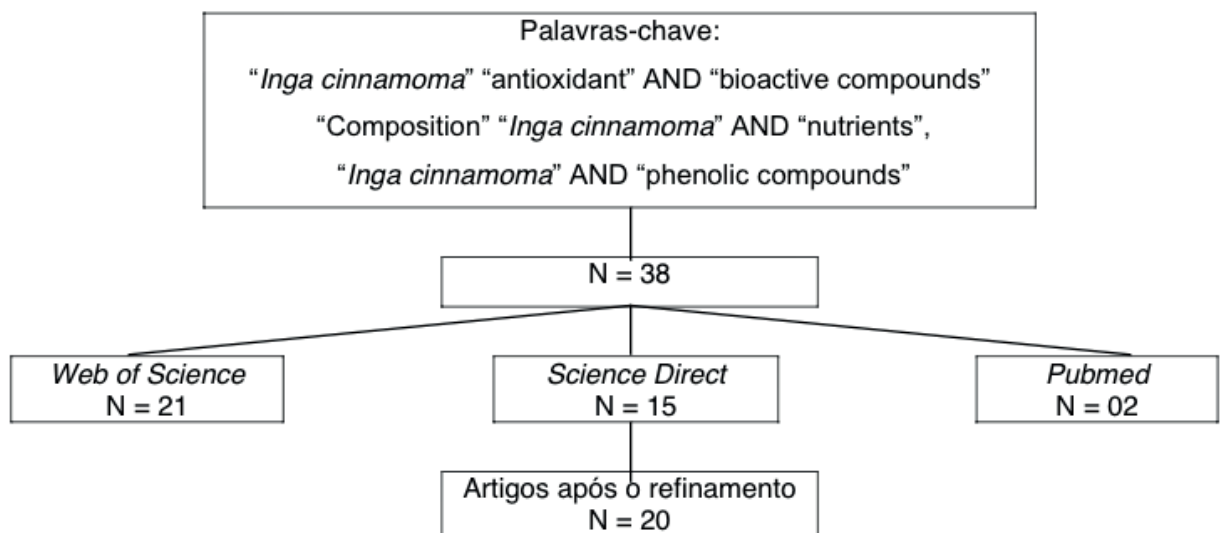 Palavras-chave:
“Inga cinnamoma” “antioxidant” AND “bioactive compounds”
“Composition” “Inga cinnamoma” AND “nutrients”,
“Inga cinnamoma” AND “phenolic compounds”
N = 38
Web of Science
N = 21
Science Direct
N = 15
Pubmed
N = 02
Artigos após o refinamento
N = 20